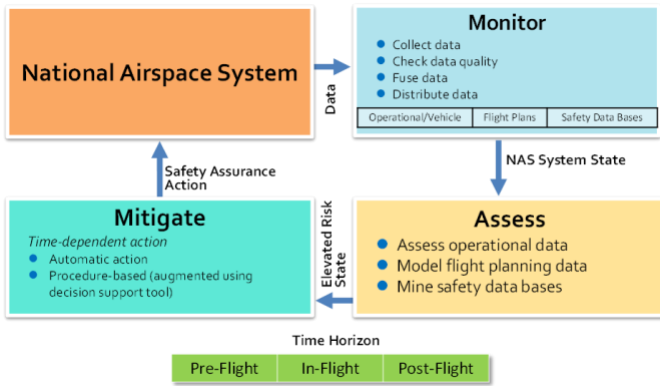 National Airspace System
Data
Monitor
Collect data
Check data quality
Fuse data
Distribute data
Operational/Vehicle
Flight Plans
Safety Data Bases
NAS System State
Assess
Assess operational data
Model flight planning data
Mine safety data bases
Elevated Risk
State
Mitigate
Time-dependent action
Automatic action
Procedure-based (augmented using
decision support tool)
Safety Assurance
Action
Time Horizon
Pre-Flight
In-Flight
Post-Flight